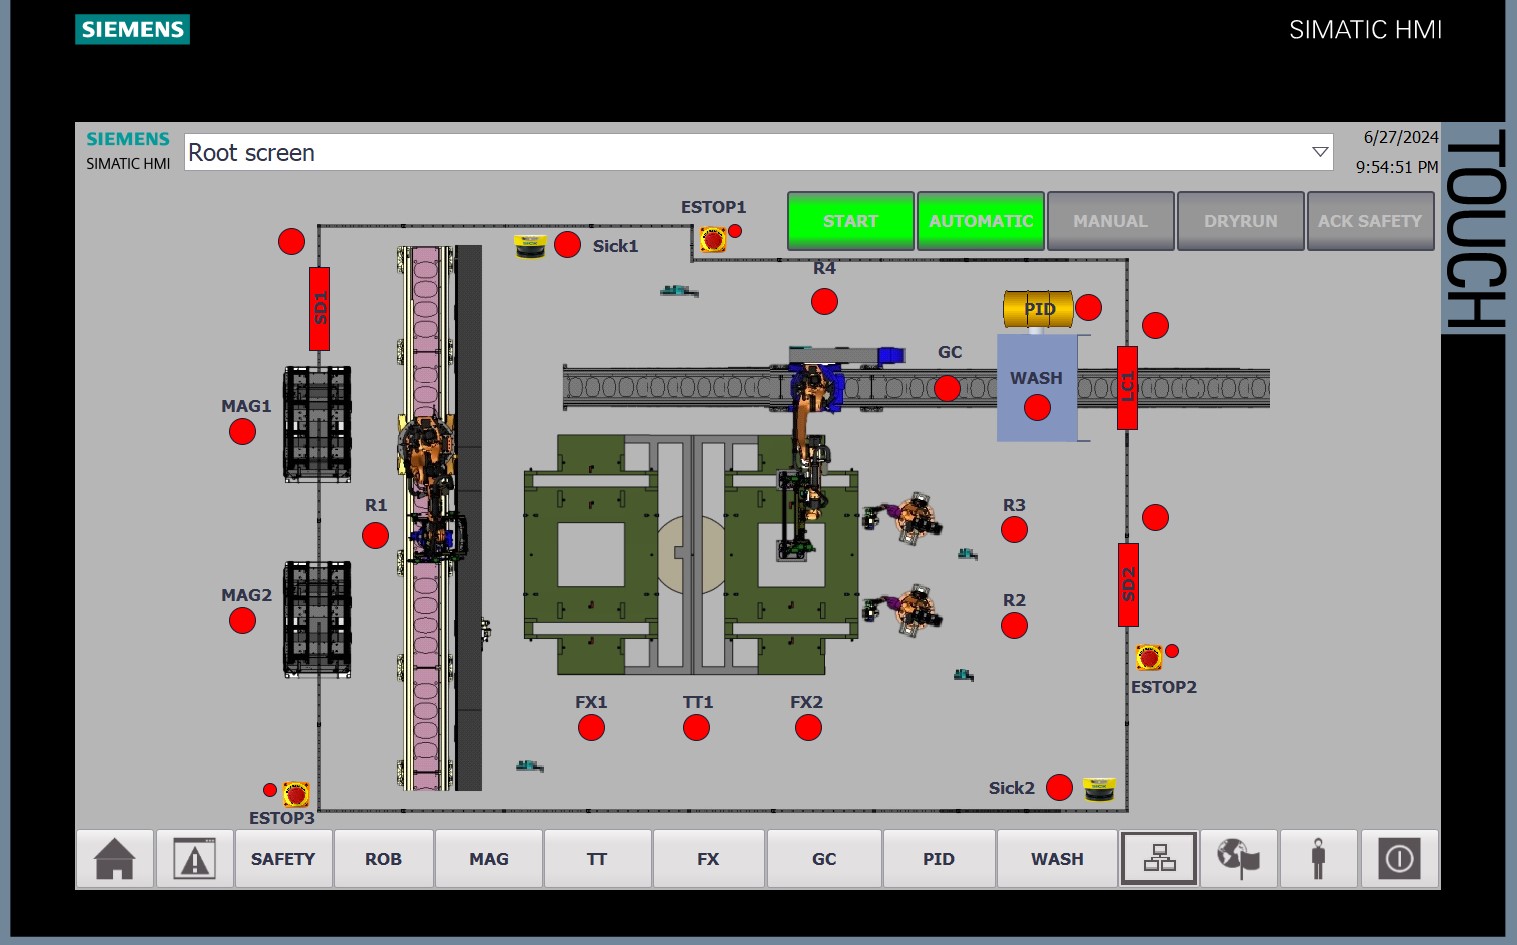 SIEMENS
SIMATIC HMI
SIEMENS
SIMATIC HMI
Root screen
6/27/2024
9:54:51 PM
TOUCH
START
AUTOMATIC
MANUAL
DRYRUN
ACK SAFETY
ESTOP1
Sick1
R4
SD1
PID
GC
WASH
LC1
MAG1
R1
R3
MAG2
R2
SD2
ESTOP2
FX1
TT1
FX2
Sick2
ESTOP3
SAFETY
ROB
MAG
TT
FX
GC
PID
WASH